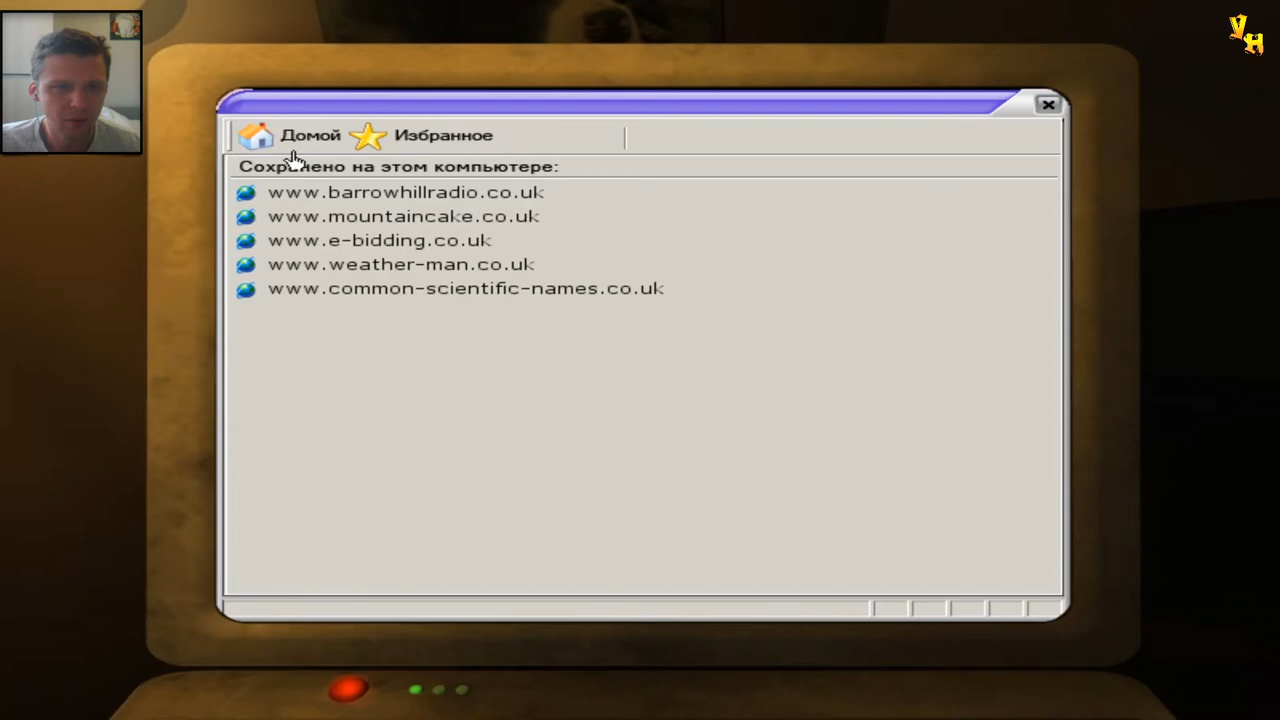 У
Н
Домой Избранное
Сохранено на этом компьютере:
www.barrowhillradio.co.uk
www.mountaincake.co.uk
www.e-bidding.co.uk
www.weather-man.co.uk
www.common-scientific-names.co.uk